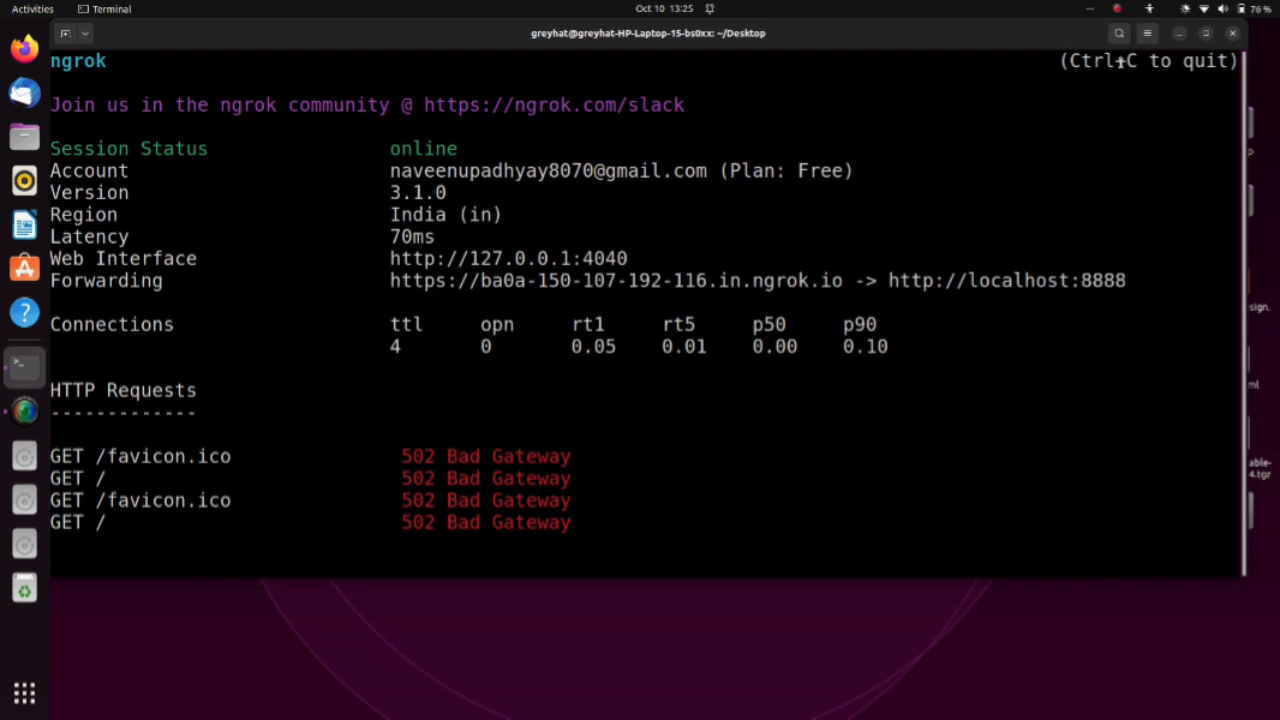 Activities Terminal Oct 10 13:25 76 %
greyhat@greyhat-HP-Laptop-15-bs0xx: ~/Desktop
ngrok (Ctrl+C to quit)
Join us in the ngrok community @ https://ngrok.com/slack
Session Status online
Account naveenupadhyay8070@gmail.com (Plan: Free)
Version 3.1.0
Region India (in)
Latency 70ms
Web Interface http://127.0.0.1:4040
Forwarding https://ba0a-150-107-192-116.in.ngrok.io -> http://localhost:8888
Connections ttl opn rt1 rt5 p50 p90
4 0 0.05 0.01 0.00 0.10
HTTP Requests
-------------
GET /favicon.ico 502 Bad Gateway
GET / 502 Bad Gateway
GET /favicon.ico 502 Bad Gateway
GET / 502 Bad Gateway